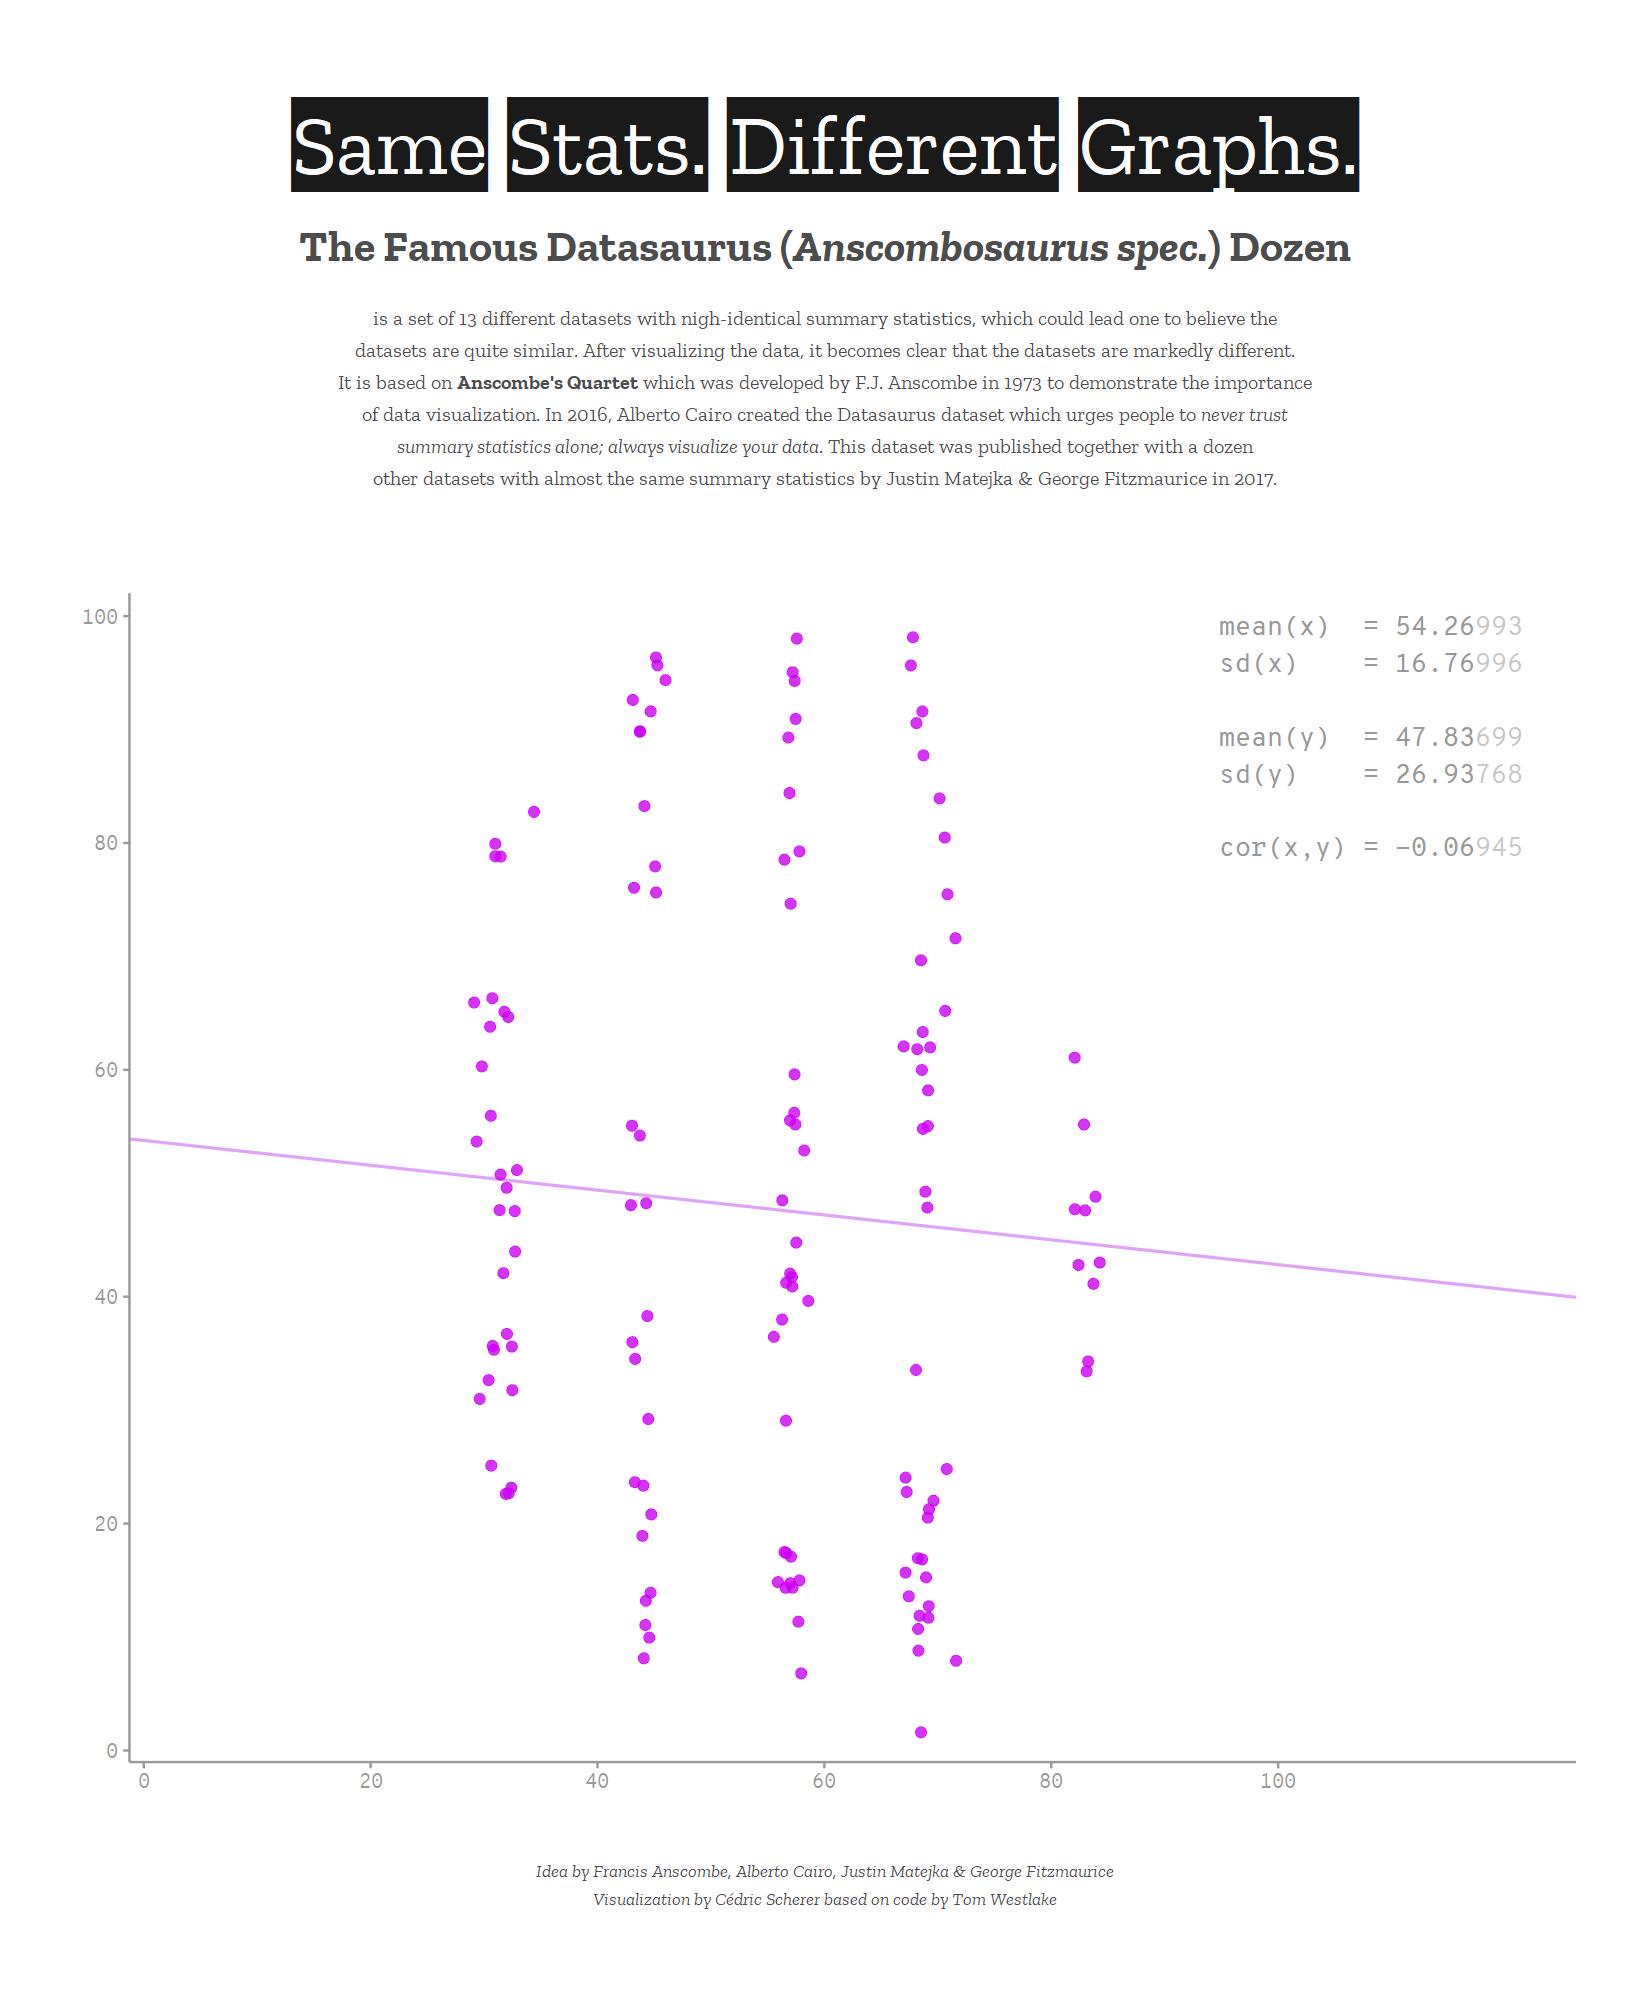 Same Stats. Different Graphs.
The Famous Datasaurus (Anscombosaurus spec.) Dozen
is a set of 13 different datasets with nigh-identical summary statistics, which could lead one to believe the
datasets are quite similar. After visualizing the data, it becomes clear that the datasets are markedly different.
It is based on Anscombe's Quartet which was developed by F.J. Anscombe in 1973 to demonstrate the importance
of data visualization. In 2016, Alberto Cairo created the Datasaurus dataset which urges people to never trust
summary statistics alone; always visualize your data. This dataset was published together with a dozen
other datasets with almost the same summary statistics by Justin Matejka & George Fitzmaurice in 2017.
mean(x) = 54.26993
sd(x) = 16.76996
mean(y) = 47.83699
sd(y) = 26.93768
cor(x,y) = −0.06945
100
80
60
40
20
0
0 20 40 60 80 100
Idea by Francis Anscombe, Alberto Cairo, Justin Matejka & George Fitzmaurice
Visualization by Cédric Scherer based on code by Tom Westlake